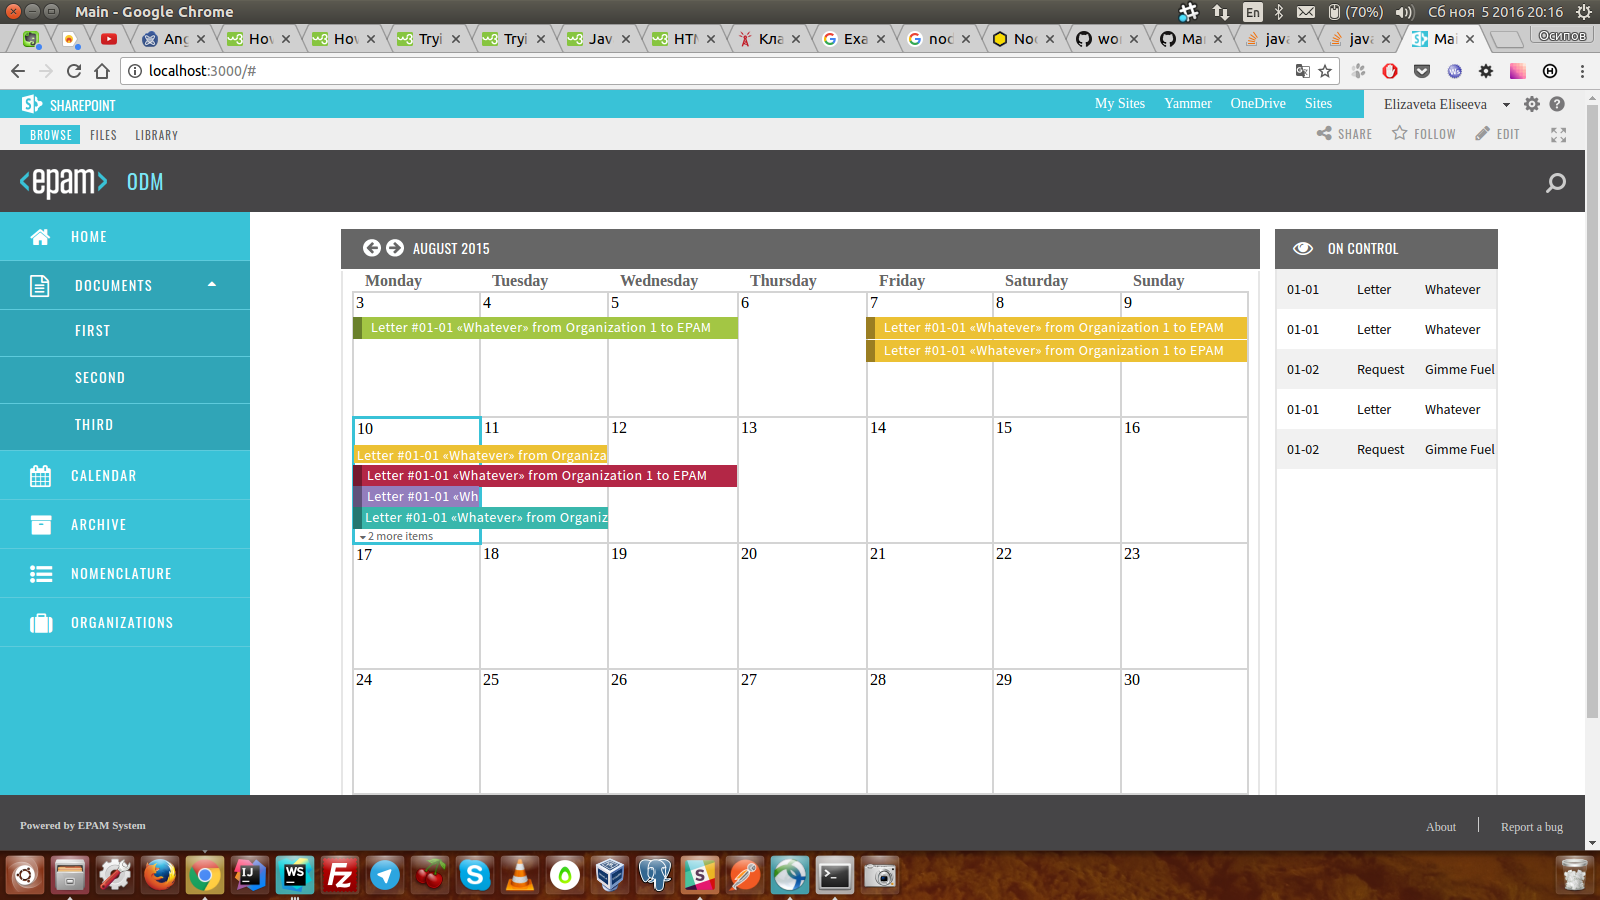 Main - Google Chrome
En
(70%)
Сб ноя 5 2016 20:16
Ang
Hov
Hov
Tryi
Tryi
Jav
HTM
Кла
Exa
nod
Noc
wor
Mar
java
java
Mai
Осипов
localhost:3000/#
SHAREPOINT
My Sites
Yammer
OneDrive
Sites
Elizaveta Eliseeva
BROWSE
FILES
LIBRARY
SHARE
FOLLOW
EDIT
<epam>
ODM
HOME
DOCUMENTS
FIRST
SECOND
THIRD
CALENDAR
ARCHIVE
NOMENCLATURE
ORGANIZATIONS
AUGUST 2015
Monday Tuesday Wednesday Thursday Friday Saturday Sunday
3 4 5 6 7 8 9
Letter #01-01 «Whatever» from Organization 1 to EPAM
Letter #01-01 «Whatever» from Organization 1 to EPAM
Letter #01-01 «Whatever» from Organization 1 to EPAM
10 11 12 13 14 15 16
Letter #01-01 «Whatever» from Organiza
Letter #01-01 «Whatever» from Organization 1 to EPAM
Letter #01-01 «Wh
Letter #01-01 «Whatever» from Organiz
2 more items
17 18 19 20 21 22 23
24 25 26 27 28 29 30
ON CONTROL
01-01 Letter Whatever
01-01 Letter Whatever
01-02 Request Gimme Fuel
01-01 Letter Whatever
01-02 Request Gimme Fuel
Powered by EPAM System
About
Report a bug